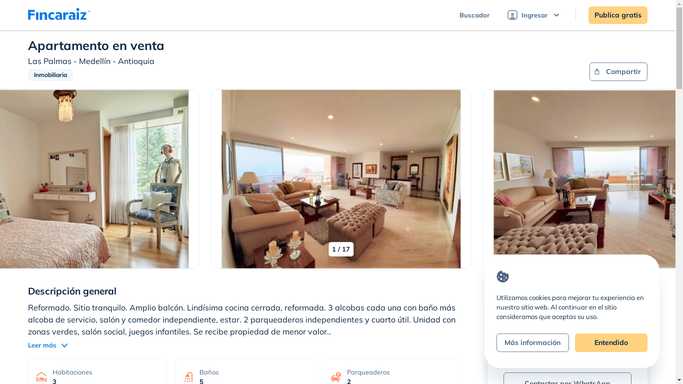 Fincaraiz
Buscador
Ingresar
Publica gratis
Apartamento en venta
Las Palmas - Medellín - Antioquia
Inmobiliaria
Compartir
1 / 17
Descripción general
Reformado. Sitio tranquilo. Amplio balcón. Lindísima cocina cerrada, reformada. 3 alcobas cada una con baño más
alcoba de servicio, salón y comedor independiente, estar. 2 parqueaderos independientes y cuarto útil. Unidad con
zonas verdes, salón social, juegos infantiles. Se recibe propiedad de menor valor...
Leer más
Habitaciones
3
Baños
5
Parqueaderos
2
Utilizamos cookies para mejorar tu experiencia en
nuestro sitio web. Al continuar en el sitio
consideramos que aceptas su uso.
Más información
Entendido
Contactar por WhatsApp